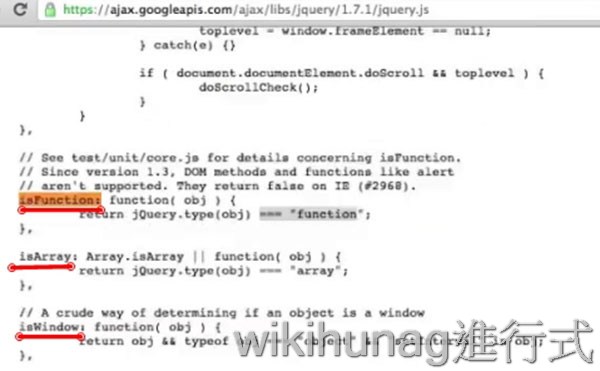 https://ajax.googleapis.com/ajax/libs/jquery/1.7.1/jquery.js
toplevel = window.frameElement == null;
} catch(e) {}
if ( document.documentElement.doScroll && toplevel ) {
doScrollCheck();
}
}
},
// See test/unit/core.js for details concerning isFunction.
// Since version 1.3, DOM methods and functions like alert
// aren't supported. They return false on IE (#2968).
isFunction: function( obj ) {
return jQuery.type(obj) === "function";
},
isArray: Array.isArray || function( obj ) {
return jQuery.type(obj) === "array";
},
// A crude way of determining if an object is a window
isWindow: function( obj ) {
return obj && typeof obj "object" && obj;
},
wikihunag進行式